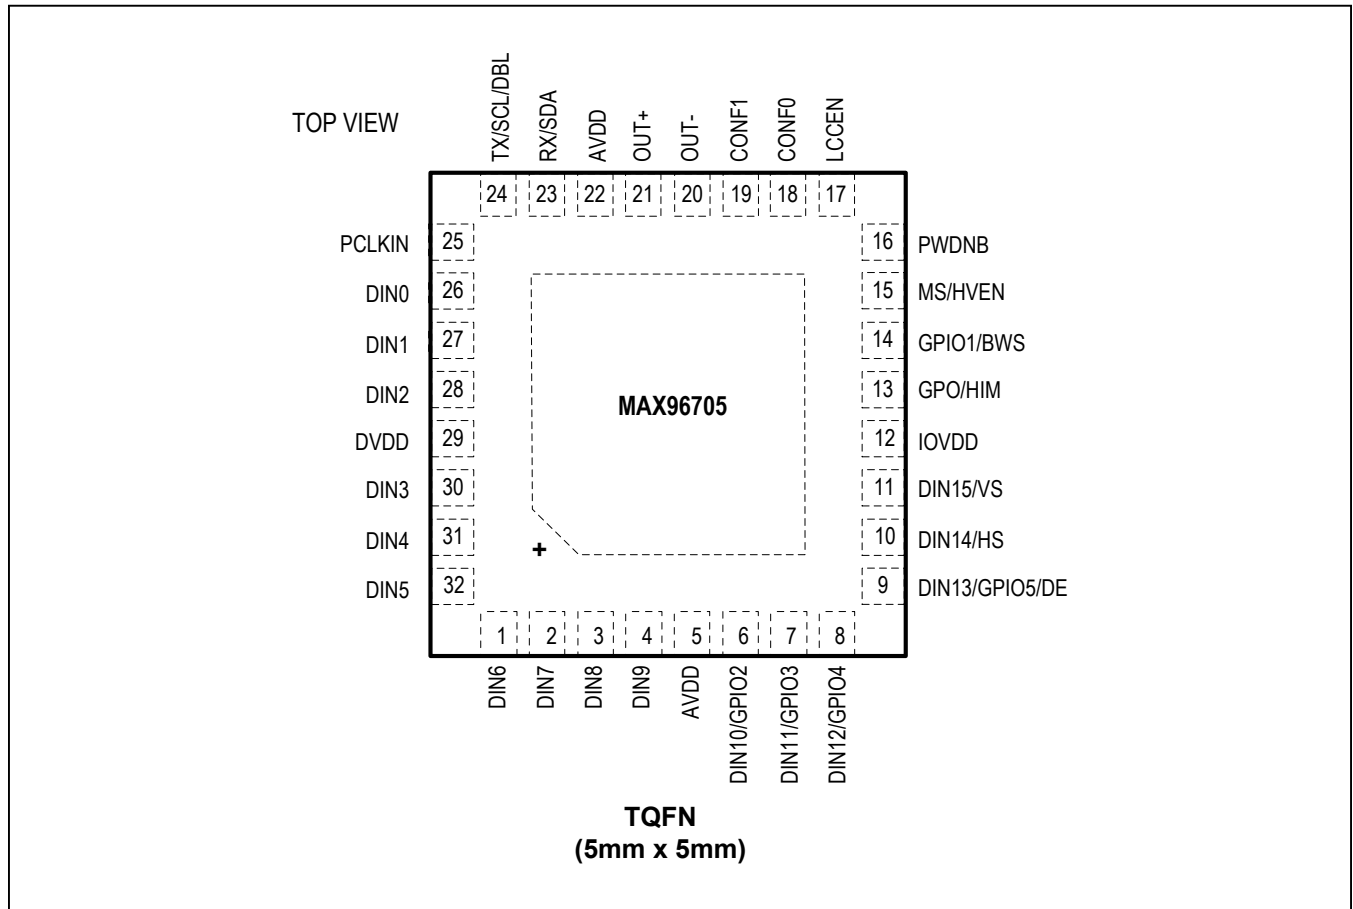 TOP VIEW
TX/SCL/DBL
RX/SDA
AVDD
OUT+
OUT-
CONF1
CONF0
LCCEN
24 23 22 21 20 19 18 17
PCLKIN 25
DIN0 26
DIN1 27
DIN2 28
DVDD 29
DIN3 30
DIN4 31
DIN5 32
MAX96705
+
16 PWDNB
15 MS/HVEN
14 GPIO1/BWS
13 GPO/HIM
12 IOVDD
11 DIN15/VS
10 DIN14/HS
9 DIN13/GPIO5/DE
1 2 3 4 5 6 7 8
DIN6
DIN7
DIN8
DIN9
AVDD
DIN10/GPIO2
DIN11/GPIO3
DIN12/GPIO4
TQFN
(5mm x 5mm)